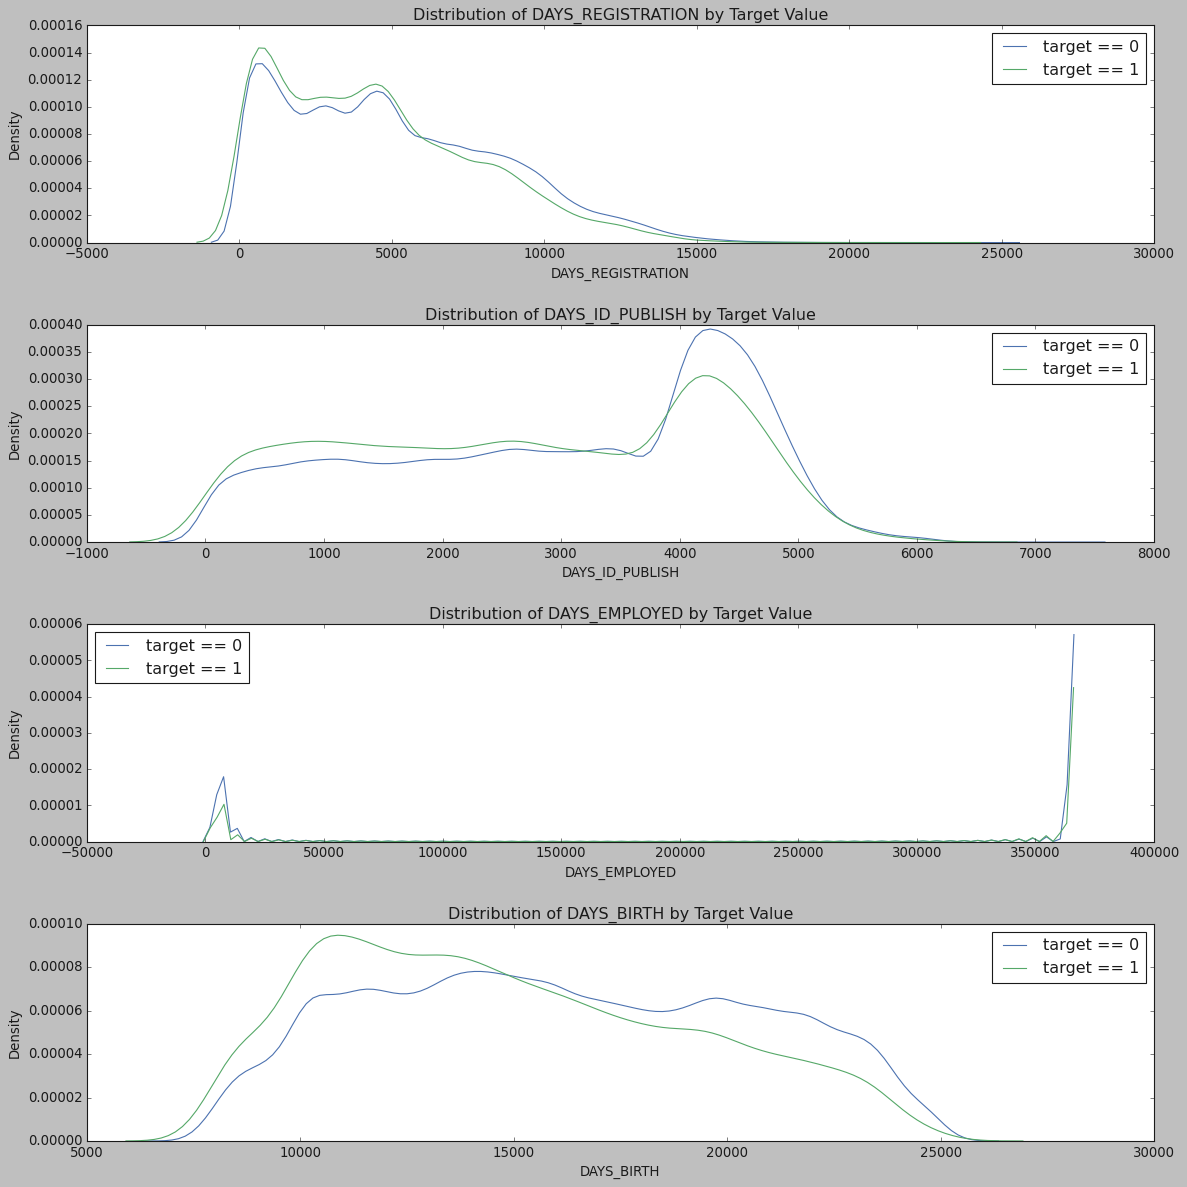 Distribution of DAYS_REGISTRATION by Target Value
0.00016
0.00014
0.00012
0.00010
0.00008
0.00006
0.00004
0.00002
0.00000
Density
target == 0
target == 1
−5000 0 5000 10000 15000 20000 25000 30000
DAYS_REGISTRATION
Distribution of DAYS_ID_PUBLISH by Target Value
0.00040
0.00035
0.00030
0.00025
0.00020
0.00015
0.00010
0.00005
0.00000
Density
target == 0
target == 1
−1000 0 1000 2000 3000 4000 5000 6000 7000 8000
DAYS_ID_PUBLISH
Distribution of DAYS_EMPLOYED by Target Value
0.00006
0.00005
0.00004
0.00003
0.00002
0.00001
0.00000
Density
target == 0
target == 1
−50000 0 50000 100000 150000 200000 250000 300000 350000 400000
DAYS_EMPLOYED
Distribution of DAYS_BIRTH by Target Value
0.00010
0.00008
0.00006
0.00004
0.00002
0.00000
Density
target == 0
target == 1
5000 10000 15000 20000 25000 30000
DAYS_BIRTH